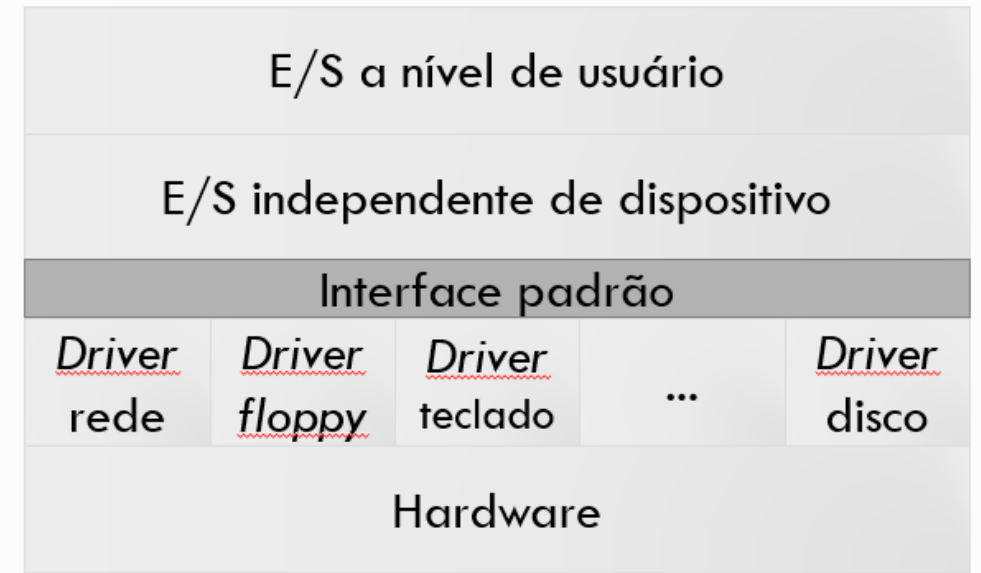 E/S a nível de usuário
E/S independente de dispositivo
Interface padrão
Driver Driver Driver ... Driver
rede floppy teclado disco
Hardware